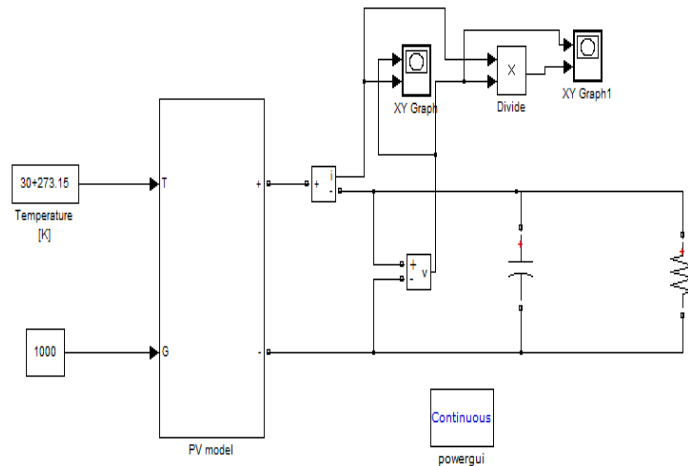 XY Graph
X
Divide
XY Graph1
30+273.15
Temperature
[K]
T
+
+
i
-
+
-
v
+
+
1000
G
-
PV model
Continuous
powergui